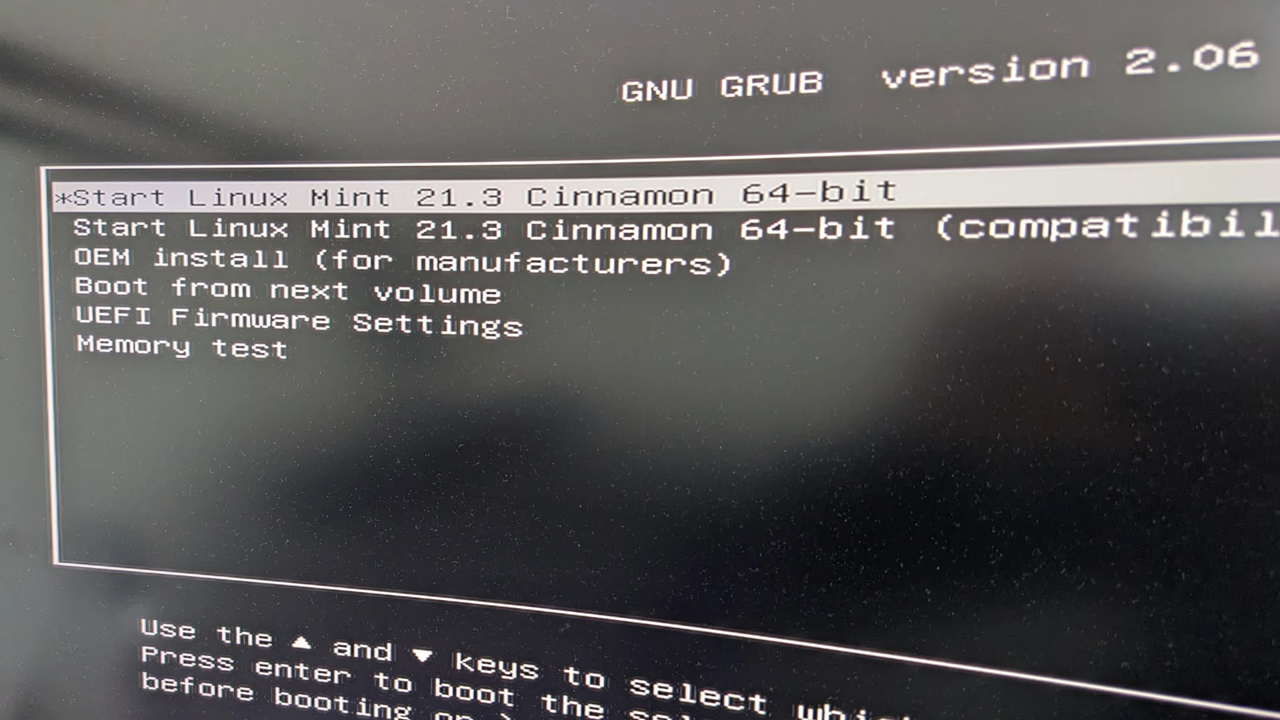 GNU GRUB version 2.06
*Start Linux Mint 21.3 Cinnamon 64-bit
Start Linux Mint 21.3 Cinnamon 64-bit (compatibil
OEM install (for manufacturers)
Boot from next volume
UEFI Firmware Settings
Memory test
Use the ▲ and ▼ keys to select
Press enter to boot the
before booting